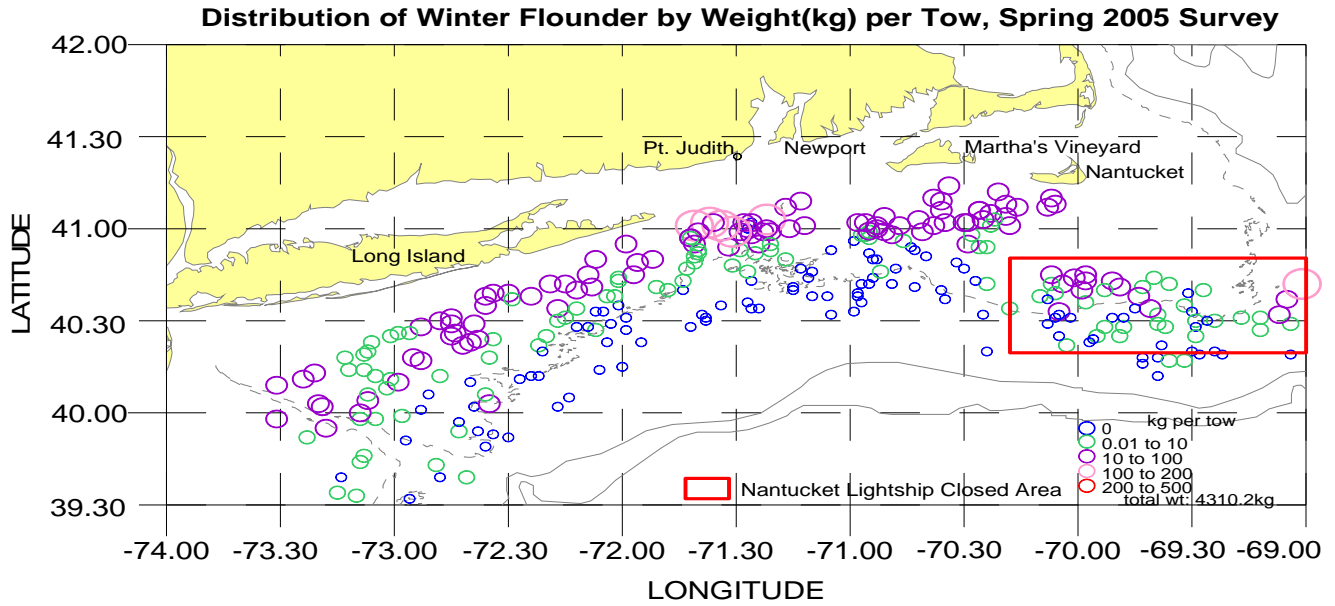 Distribution of Winter Flounder by Weight(kg) per Tow, Spring 2005 Survey
42.00
41.30
41.00
40.30
40.00
39.30
LATITUDE
Pt. Judith
Newport
Martha's Vineyard
Nantucket
Long Island
kg per tow
0
0.01 to 10
10 to 100
100 to 200
200 to 500
total wt: 4310.2kg
Nantucket Lightship Closed Area
-74.00 -73.30 -73.00 -72.30 -72.00 -71.30 -71.00 -70.30 -70.00 -69.30 -69.00
LONGITUDE